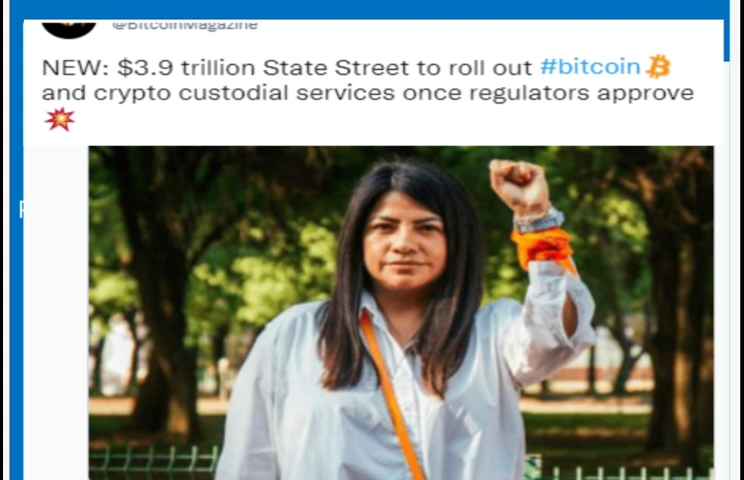 @BitcoinMagazine
NEW: $3.9 trillion State Street to roll out #bitcoin
and crypto custodial services once regulators approve